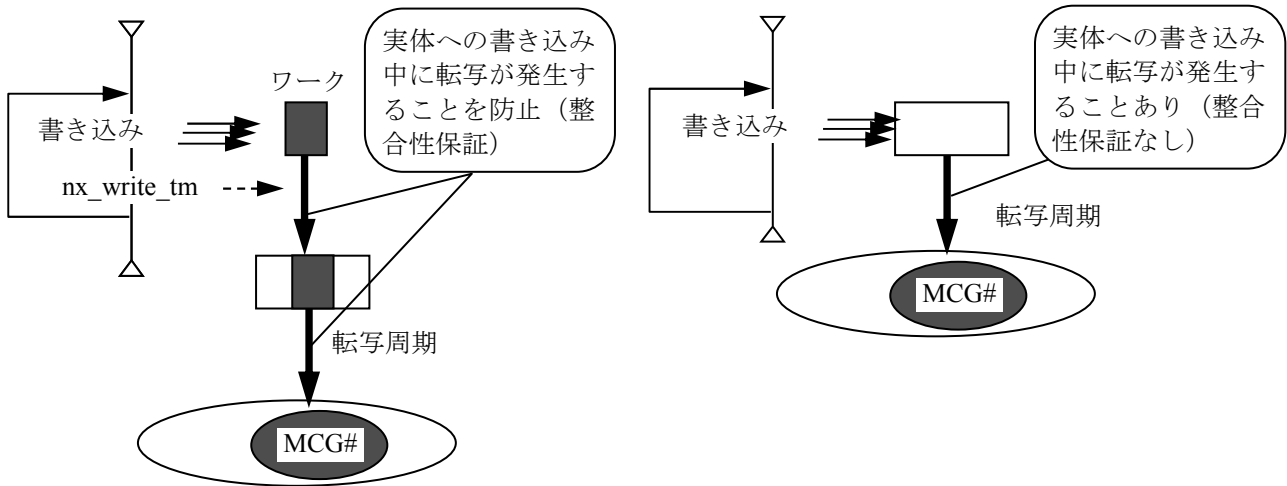 実体への書き込み
中に転写が発生す
ることを防止（整
合性保証）
ワーク
書き込み
nx_write_tm
転写周期
MCG#
実体への書き込み
中に転写が発生す
ることあり（整合
性保証なし）
書き込み
転写周期
MCG#